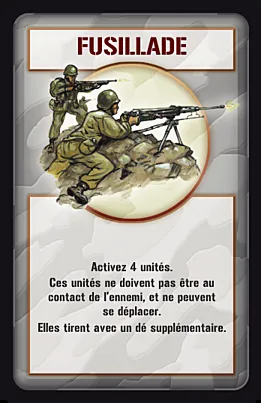 FUSILLADE
Activez 4 unités.
Ces unités ne doivent pas être au
contact de l'ennemi, et ne peuvent
se déplacer.
Elles tirent avec un dé supplémentaire.